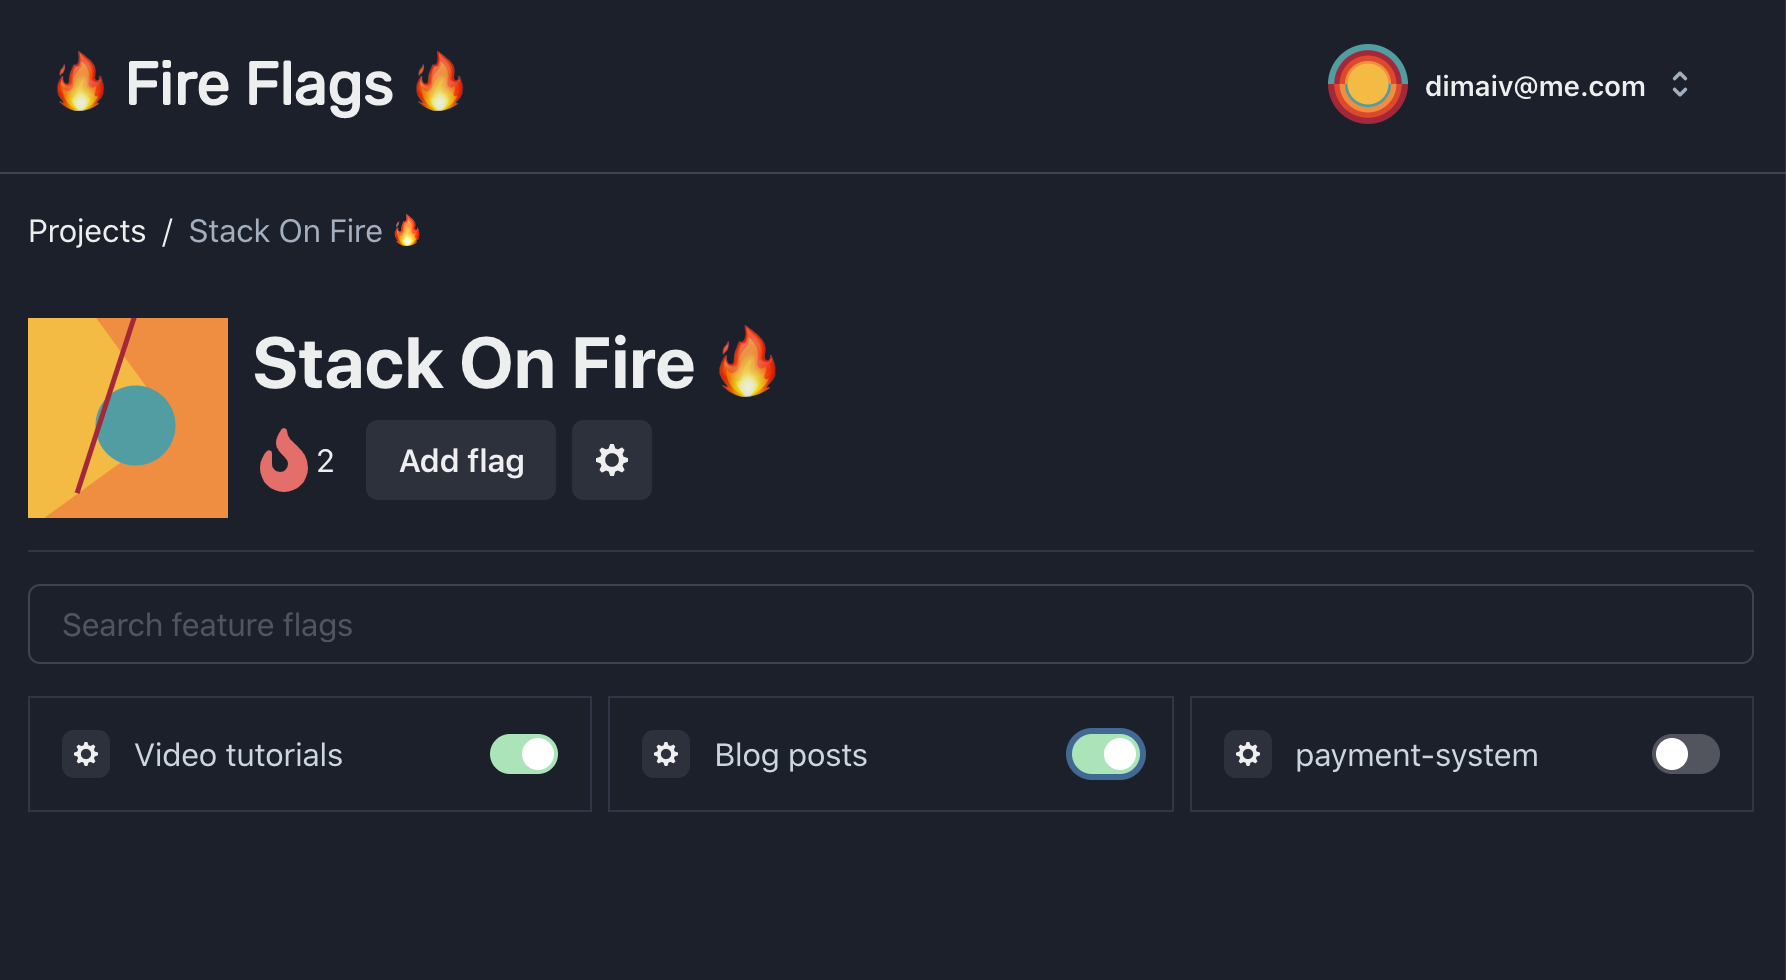 🔥 Fire Flags 🔥
dimaiv@me.com
Projects / Stack On Fire 🔥
Stack On Fire 🔥
2
Add flag
Search feature flags
Video tutorials
Blog posts
payment-system